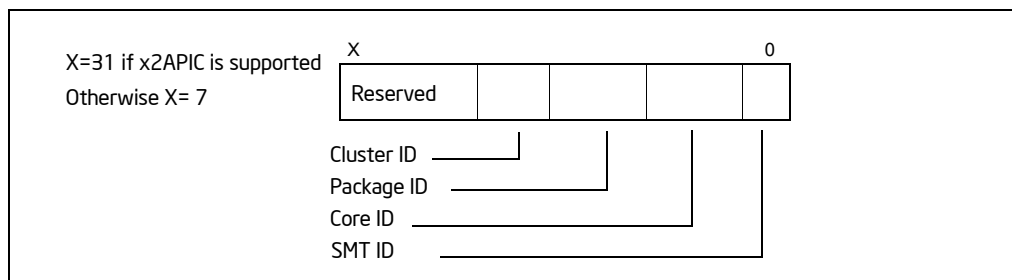 X=31 if x2APIC is supported
Otherwise X= 7
X 0
Reserved
Cluster ID
Package ID
Core ID
SMT ID